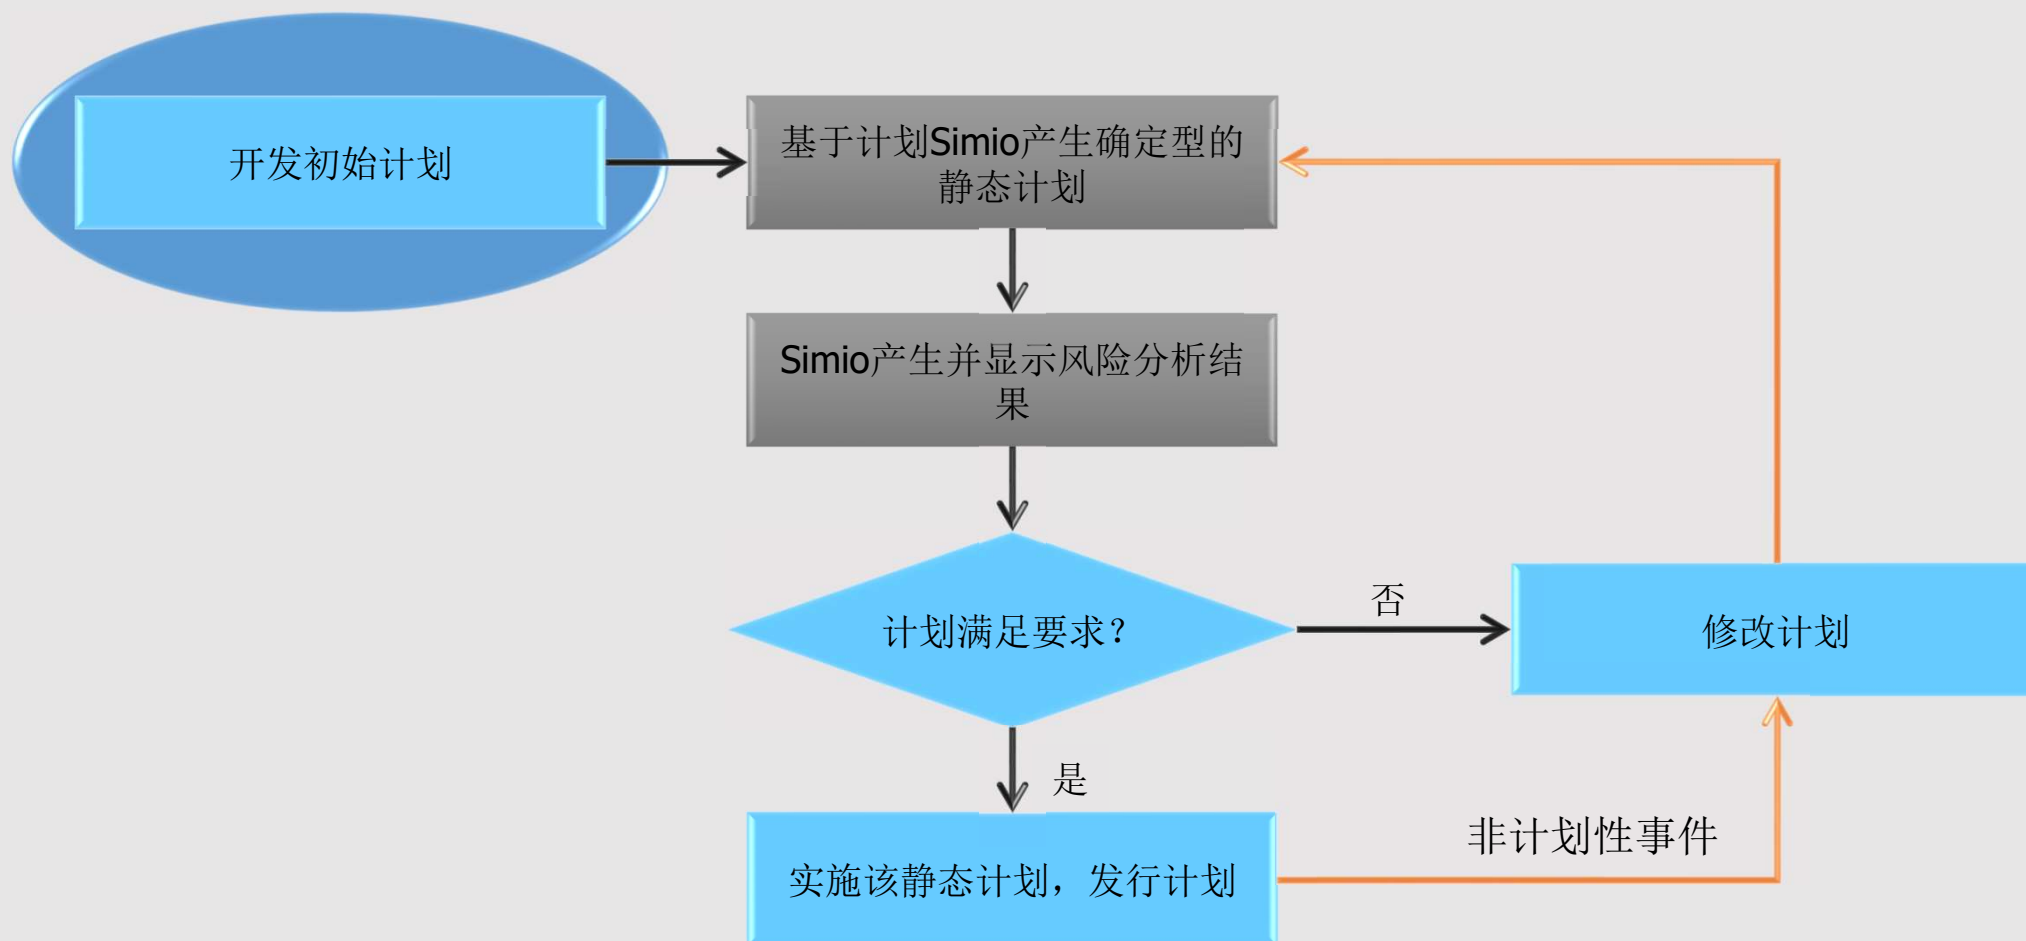 开发初始计划
基于计划Simio产生确定型的
静态计划
Simio产生并显示风险分析结
果
计划满足要求？
否
修改计划
是
非计划性事件
实施该静态计划，发行计划